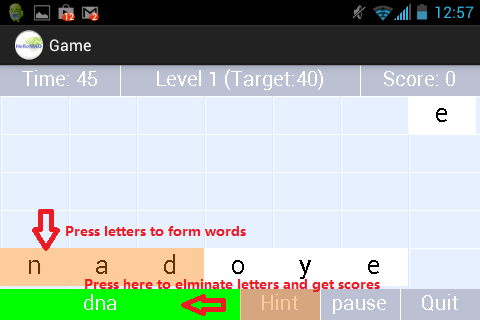 12 2 12:57
HelloMAD Game
Time: 45 Level 1 (Target:40) Score: 0
e
Press letters to form words
n a d o y e
Press here to elminate letters and get scores
dna Hint pause Quit